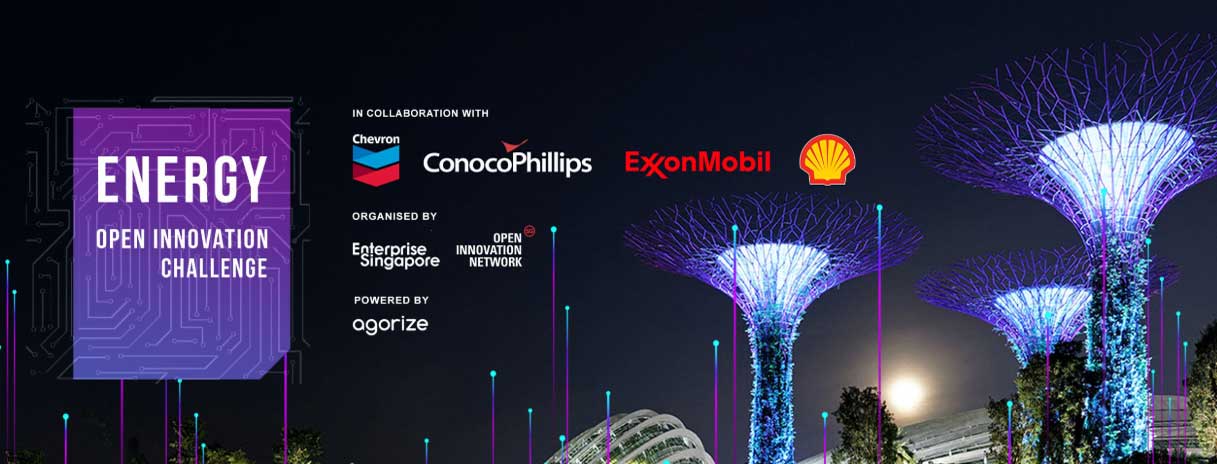 ENERGY
OPEN INNOVATION
CHALLENGE
IN COLLABORATION WITH
Chevron
ConocoPhillips
ExxonMobil
ORGANISED BY
Enterprise
Singapore
OPEN SG
INNOVATION
NETWORK
POWERED BY
agorize